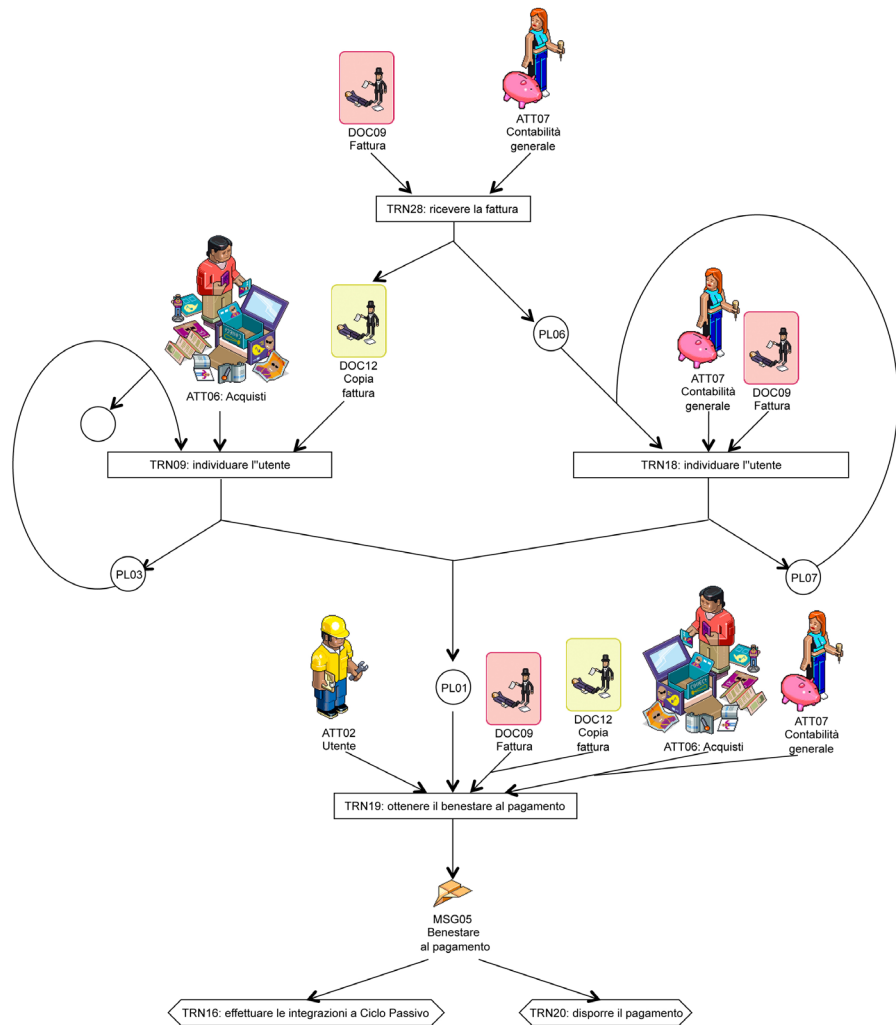 DOC09
Fattura
ATT07
Contabilità
generale
TRN28: ricevere la fattura
ATT06: Acquisti
DOC12
Copia
fattura
PL06
ATT07
Contabilità
generale
DOC09
Fattura
TRN09: individuare l''utente
TRN18: individuare l''utente
PL03
PL07
ATT02
Utente
PL01
DOC09
Fattura
DOC12
Copia
fattura
ATT06: Acquisti
ATT07
Contabilità
generale
TRN19: ottenere il benestare al pagamento
MSG05
Benestare
al pagamento
TRN16: effettuare le integrazioni a Ciclo Passivo
TRN20: disporre il pagamento